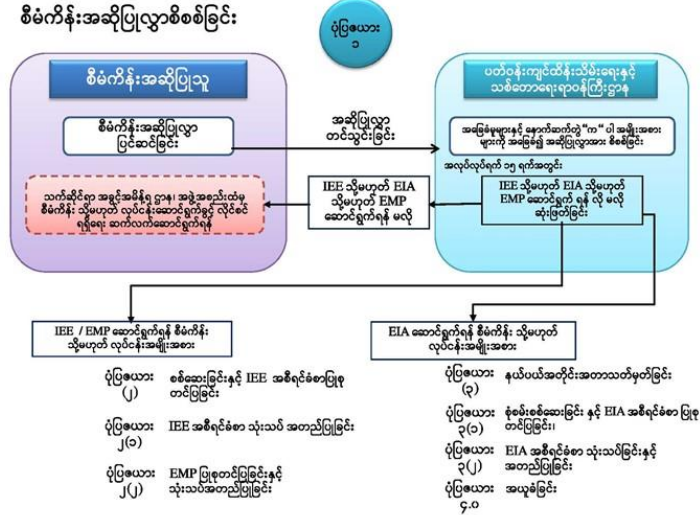 စီမံကိန်းအဆိုပြုလွှာစိစစ်ခြင်း
ပုံပြဇယား
၁
စီမံကိန်းအဆိုပြုသူ
ပတ်ဝန်းကျင်ထိန်းသိမ်းရေးနှင့်
သစ်တောရေးရာဝန်ကြီးဌာန
စီမံကိန်းအဆိုပြုလွှာ
ပြင်ဆင်ခြင်း
အဆိုပြုလွှာ
တင်သွင်းခြင်း
အခြေခံမူများနှင့် နောက်ဆက်တွဲ "က" ပါ အမျိုးအစား
များကို အခြေခံ၍ အဆိုပြုလွှာအား စိစစ်ခြင်း
အလုပ်လုပ်ရက် ၁၅ ရက်အတွင်း
သက်ဆိုင်ရာ အခွင့်အမိန့်ရ ဌာန၊ အဖွဲ့အစည်းထံမှ
စီမံကိန်း သို့မဟုတ် လုပ်ငန်းဆောင်ရွက်ခွင့် လိုင်စင်
ရရှိရေး ဆက်လက်ဆောင်ရွက်ရန်
IEE သို့မဟုတ် EIA
သို့မဟုတ် EMP
ဆောင်ရွက်ရန် မလို
IEE သို့မဟုတ် EIA သို့မဟုတ်
EMP ဆောင်ရွက် ရန် လို မလို
ဆုံးဖြတ်ခြင်း
IEE / EMP ဆောင်ရွက်ရန် စီမံကိန်း
သို့မဟုတ် လုပ်ငန်းအမျိုးအစား
EIA ဆောင်ရွက်ရန် စီမံကိန်း သို့မဟုတ်
လုပ်ငန်းအမျိုးအစား
ပုံပြဇယား စစ်ဆေးခြင်းနှင့် IEE အစီရင်ခံစာပြုစု
(၂) တင်ပြခြင်း
ပုံပြဇယား IEE အစီရင်ခံစာ သုံးသပ် အတည်ပြုခြင်း
၂(၁)
ပုံပြဇယား EMP ပြုစုတင်ပြခြင်းနှင့်
၂(၂) သုံးသပ်အတည်ပြုခြင်း
ပုံပြဇယား နယ်ပယ်အတိုင်းအတာသတ်မှတ်ခြင်း
(၃)
ပုံပြဇယား စုံစမ်းစစ်ဆေးခြင်း နှင့် EIA အစီရင်ခံစာ ပြုစု
၃(၁) တင်ပြခြင်း၊
ပုံပြဇယား EIA အစီရင်ခံစာ သုံးသပ်ခြင်းနှင့်
၃(၂) အတည်ပြုခြင်း
ပုံပြဇယား အယူခံခြင်း
၄.၀